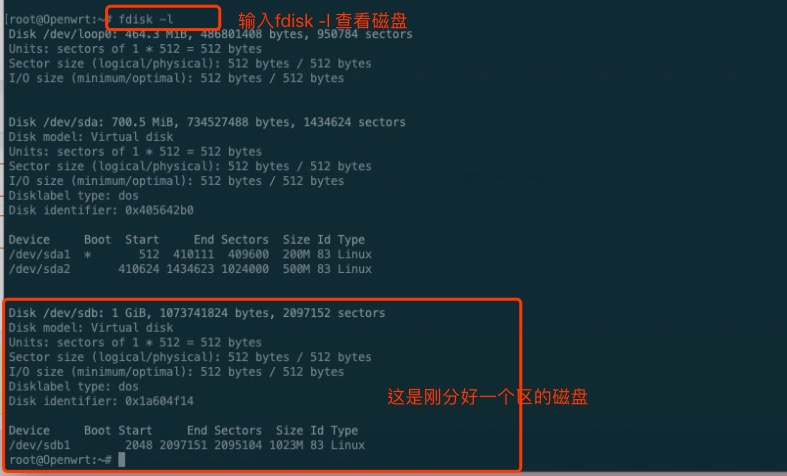 [root@Openwrt:~# fdisk -l
输入fdisk -l 查看磁盘
Disk /dev/loop0: 464.3 MiB, 486801408 bytes, 950784 sectors
Units: sectors of 1 * 512 = 512 bytes
Sector size (logical/physical): 512 bytes / 512 bytes
I/O size (minimum/optimal): 512 bytes / 512 bytes
Disk /dev/sda: 700.5 MiB, 734527488 bytes, 1434624 sectors
Disk model: Virtual disk
Units: sectors of 1 * 512 = 512 bytes
Sector size (logical/physical): 512 bytes / 512 bytes
I/O size (minimum/optimal): 512 bytes / 512 bytes
Disklabel type: dos
Disk identifier: 0x405642b0
Device Boot Start End Sectors Size Id Type
/dev/sda1 * 512 410111 409600 200M 83 Linux
/dev/sda2 410624 1434623 1024000 500M 83 Linux
Disk /dev/sdb: 1 GiB, 1073741824 bytes, 2097152 sectors
Disk model: Virtual disk
Units: sectors of 1 * 512 = 512 bytes
Sector size (logical/physical): 512 bytes / 512 bytes
I/O size (minimum/optimal): 512 bytes / 512 bytes
Disklabel type: dos
这是刚分好一个区的磁盘
Disk identifier: 0x1a604f14
Device Boot Start End Sectors Size Id Type
/dev/sdb1 2048 2097151 2095104 1023M 83 Linux
root@Openwrt:~#